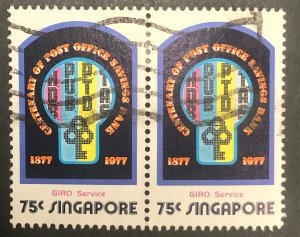 CENTENARY OF POST OFFICE SAVINGS BANK
1877 1977
GIRO Service
75c SINGAPORE
CENTENARY OF POST OFFICE SAVINGS BANK
1877 1977
GIRO Service
75c SINGAPORE